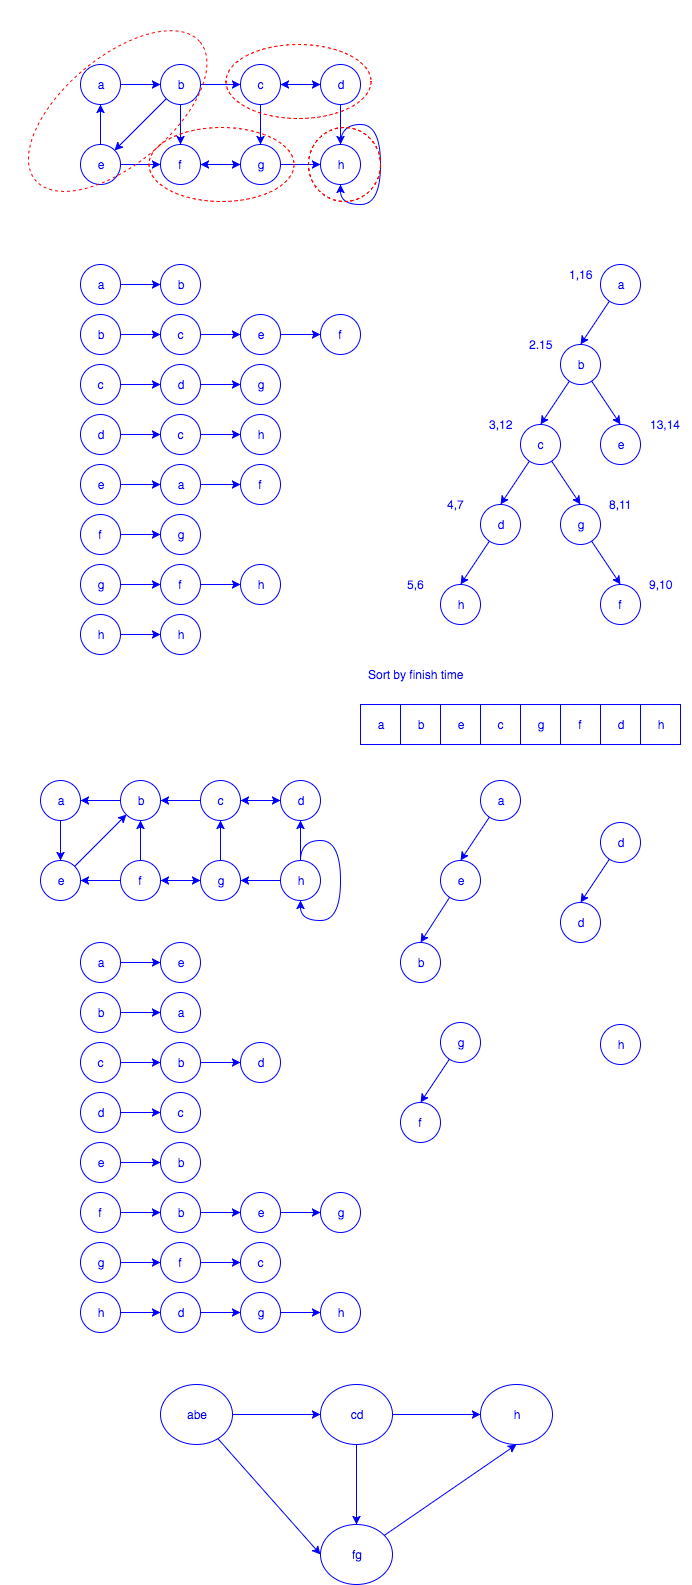 a b c d
e f g h
a b
b c e f
c d g
d c h
e a f
f g
g f h
h h
1,16 a
2.15 b
3,12 c e 13,14
4,7 d g 8,11
5,6 h f 9,10
Sort by finish time
a b e c g f d h
a b c d
e f g h
a e
b a
c b d
d c
e b
f b e g
g f c
h d g h
a
e
b
d
d
g
f
h
abe cd h
fg